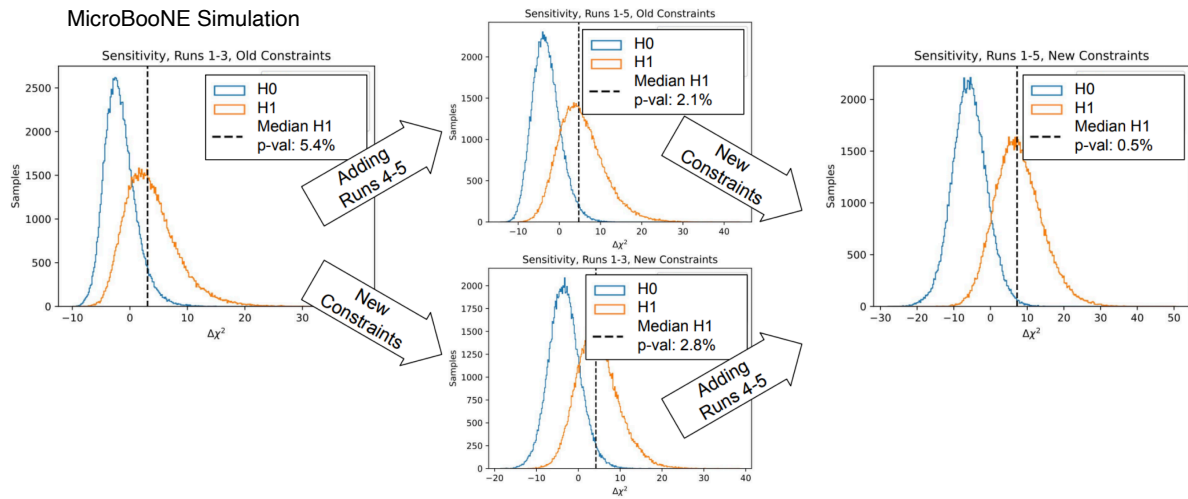 MicroBooNE Simulation
Sensitivity, Runs 1-3, Old Constraints
H0
H1
Median H1
p-val: 5.4%
Samples
2500
2000
1500
1000
500
0
−10 0 10 20 30
Δχ²
Adding
Runs 4-5
New
Constraints
Sensitivity, Runs 1-5, Old Constraints
H0
H1
Median H1
p-val: 2.1%
Samples
2000
1500
1000
500
0
−10 0 10 20 30 40
Δχ²
New
Constraints
Sensitivity, Runs 1-3, New Constraints
H0
H1
Median H1
p-val: 2.8%
Samples
2000
1750
1500
1250
1000
750
500
250
0
−20 −10 0 10 20 30 40
Δχ²
Adding
Runs 4-5
Sensitivity, Runs 1-5, New Constraints
H0
H1
Median H1
p-val: 0.5%
Samples
2000
1500
1000
500
0
−30 −20 −10 0 10 20 30 40 50
Δχ²